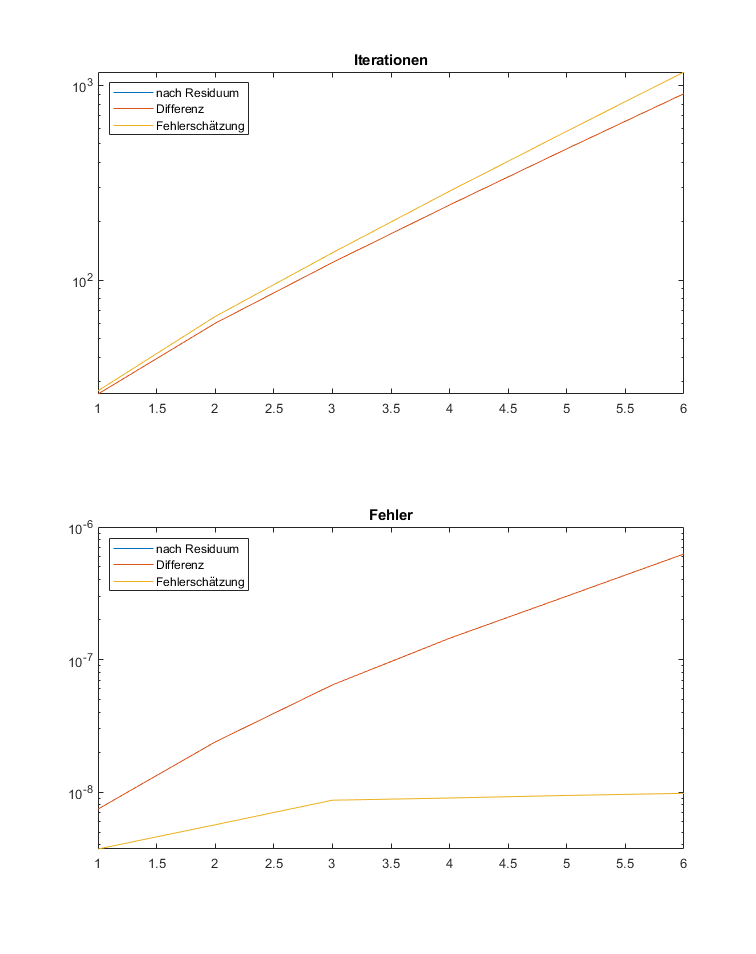 Iterationen
10^3
10^2
nach Residuum
Differenz
Fehlerschätzung
1 1.5 2 2.5 3 3.5 4 4.5 5 5.5 6
Fehler
10^-6
10^-7
10^-8
nach Residuum
Differenz
Fehlerschätzung
1 1.5 2 2.5 3 3.5 4 4.5 5 5.5 6